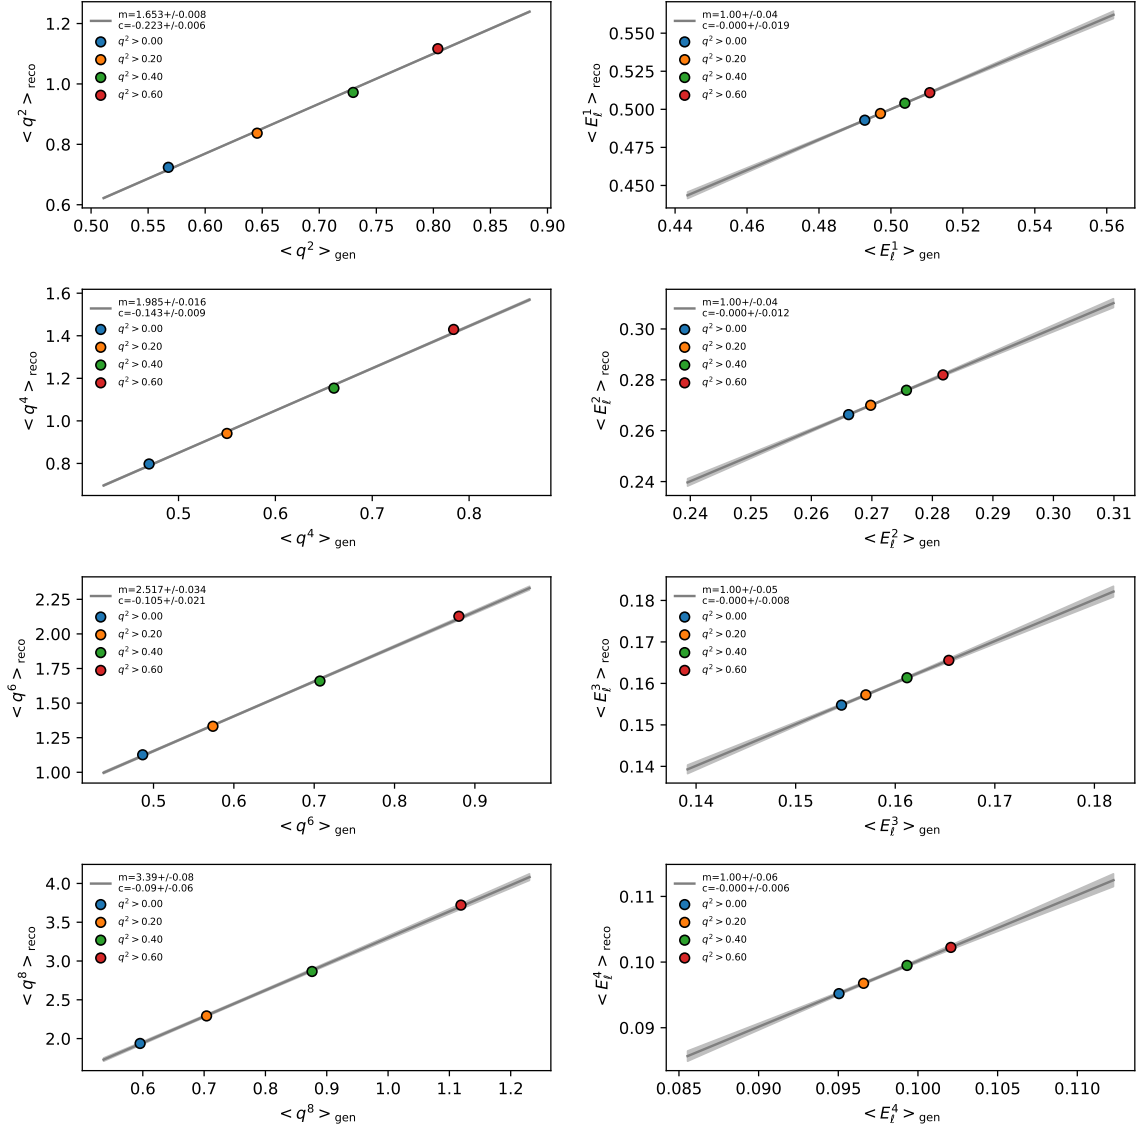 m=1.653+/-0.008
c=-0.223+/-0.006
q² > 0.00
q² > 0.20
q² > 0.40
q² > 0.60
1.2
1.0
0.8
0.6
< q² >reco
0.50 0.55 0.60 0.65 0.70 0.75 0.80 0.85 0.90
< q² >gen
m=1.00+/-0.04
c=-0.000+/-0.019
q² > 0.00
q² > 0.20
q² > 0.40
q² > 0.60
0.550
0.525
0.500
0.475
0.450
< E_ℓ^1 >reco
0.44 0.46 0.48 0.50 0.52 0.54 0.56
< E_ℓ^1 >gen
m=1.985+/-0.016
c=-0.143+/-0.009
q² > 0.00
q² > 0.20
q² > 0.40
q² > 0.60
1.6
1.4
1.2
1.0
0.8
< q⁴ >reco
0.5 0.6 0.7 0.8
< q⁴ >gen
m=1.00+/-0.04
c=-0.000+/-0.012
q² > 0.00
q² > 0.20
q² > 0.40
q² > 0.60
0.30
0.28
0.26
0.24
< E_ℓ^2 >reco
0.24 0.25 0.26 0.27 0.28 0.29 0.30 0.31
< E_ℓ^2 >gen
m=2.517+/-0.034
c=-0.105+/-0.021
q² > 0.00
q² > 0.20
q² > 0.40
q² > 0.60
2.25
2.00
1.75
1.50
1.25
1.00
< q⁶ >reco
0.5 0.6 0.7 0.8 0.9
< q⁶ >gen
m=1.00+/-0.05
c=-0.000+/-0.008
q² > 0.00
q² > 0.20
q² > 0.40
q² > 0.60
0.18
0.17
0.16
0.15
0.14
< E_ℓ^3 >reco
0.14 0.15 0.16 0.17 0.18
< E_ℓ^3 >gen
m=3.39+/-0.08
c=-0.09+/-0.06
q² > 0.00
q² > 0.20
q² > 0.40
q² > 0.60
4.0
3.5
3.0
2.5
2.0
< q⁸ >reco
0.6 0.7 0.8 0.9 1.0 1.1 1.2
< q⁸ >gen
m=1.00+/-0.06
c=-0.000+/-0.006
q² > 0.00
q² > 0.20
q² > 0.40
q² > 0.60
0.11
0.10
0.09
< E_ℓ^4 >reco
0.085 0.090 0.095 0.100 0.105 0.110
< E_ℓ^4 >gen